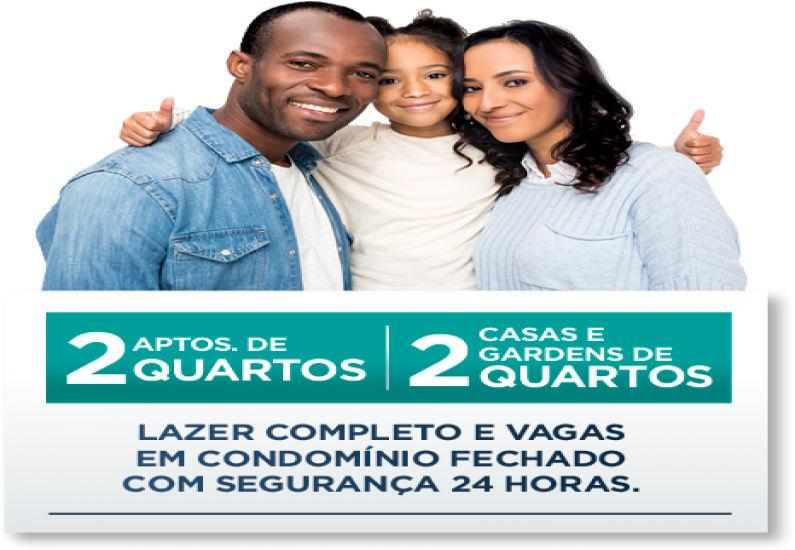 2 APTOS. DE
QUARTOS
2 CASAS E
GARDENS DE
QUARTOS
LAZER COMPLETO E VAGAS
EM CONDOMÍNIO FECHADO
COM SEGURANÇA 24 HORAS.